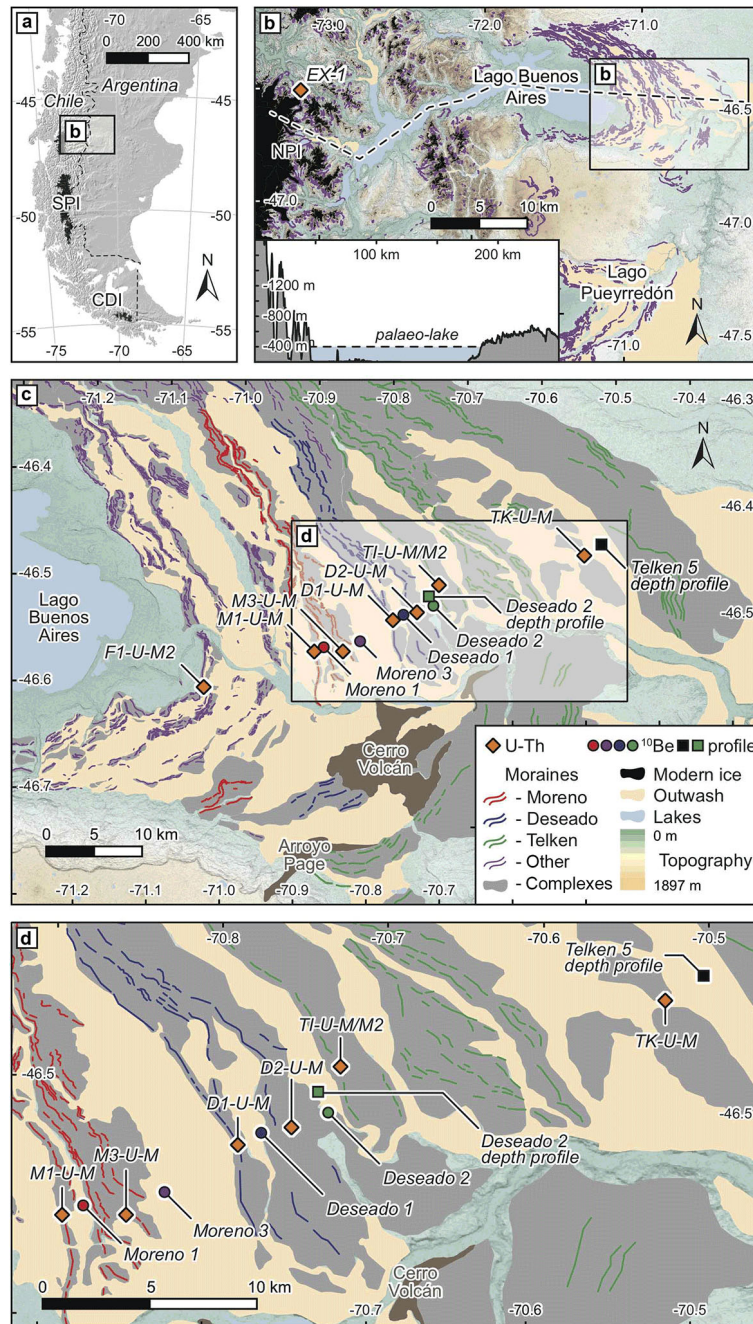 a
-70
-65
0 200 400 km
Argentina
Chile
-45
b
-50
SPI
N
CDI
-55
-55
-75
-70
-65
b
-73.0
-72.0
-71.0
EX-1
Lago Buenos
Aires
b
-46.5
NPI
-47.0
0 5 10 km
-47.0
100 km
200 km
-1200 m
-800 m
-400 m
palaeo-lake
Lago
Pueyrredón
N
-71.0
-47.5
c
-71.2
-71.1
-71.0
-70.9
-70.8
-70.7
-70.6
-70.5
-70.4
-46.3
N
-46.4
-46.4
TK-U-M
d
TI-U-M/M2
D2-U-M
D1-U-M
Telken 5
depth profile
-46.5
Lago
Buenos
Aires
M3-U-M
M1-U-M
Deseado 2
depth profile
-46.5
Deseado 2
Deseado 1
Moreno 3
Moreno 1
F1-U-M2
-46.6
Cerro
Volcán
U-Th
¹⁰Be
profile
Moraines
- Moreno
- Deseado
- Telken
- Other
- Complexes
Modern ice
Outwash
Lakes
0 m
Topography
1897 m
-46.7
0 5 10 km
Arroyo
Page
-71.2
-71.1
-71.0
-70.9
-70.8
-70.7
d
-70.8
-70.6
-70.5
Telken 5
depth profile
TI-U-M/M2
TK-U-M
-46.5
D2-U-M
-46.5
D1-U-M
Deseado 2
depth profile
M3-U-M
Deseado 2
M1-U-M
Deseado 1
Moreno 3
Moreno 1
0 5 10 km
Cerro
Volcán
-70.7
-70.6